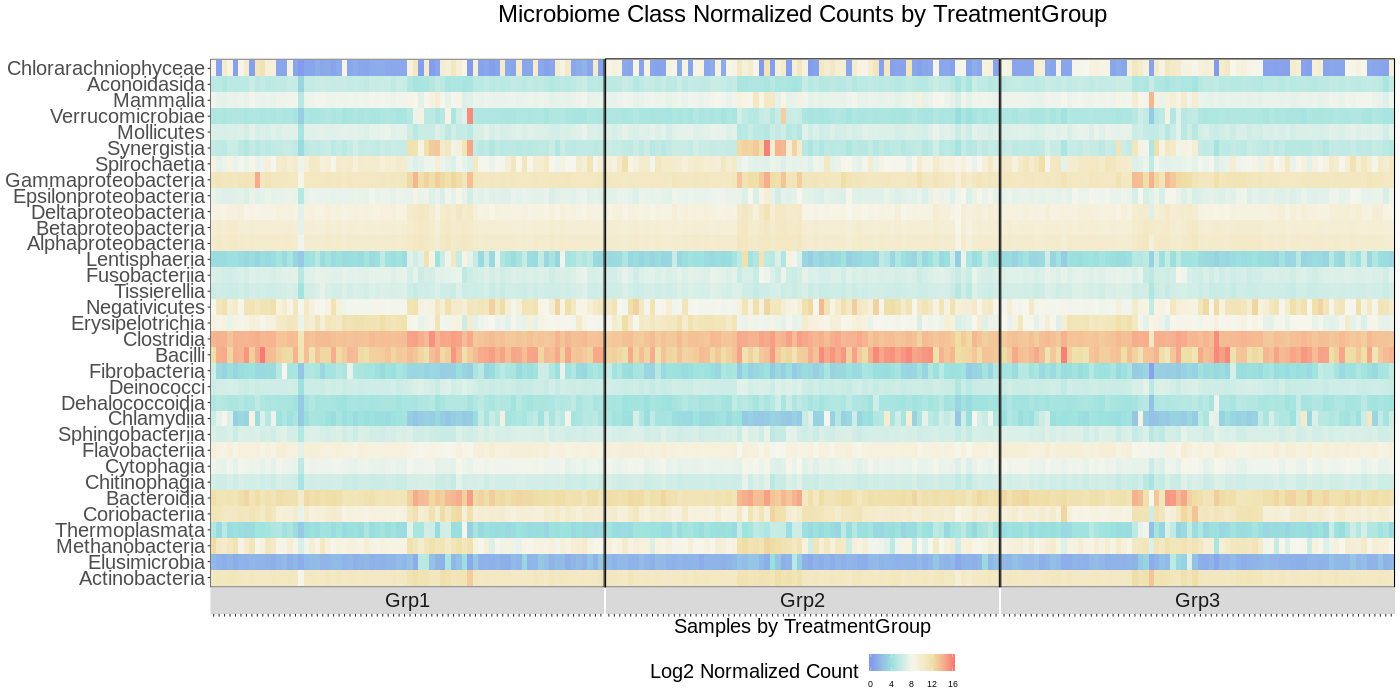 Microbiome Class Normalized Counts by TreatmentGroup
Chlorarachniophyceae
Aconoidasida
Mammalia
Verrucomicrobiae
Mollicutes
Synergistia
Spirochaetia
Gammaproteobacteria
Epsilonproteobacteria
Deltaproteobacteria
Betaproteobacteria
Alphaproteobacteria
Lentisphaeria
Fusobacteriia
Tissierellia
Negativicutes
Erysipelotrichia
Clostridia
Bacilli
Fibrobacteria
Deinococci
Dehalococcoidia
Chlamydiia
Sphingobacteriia
Flavobacteriia
Cytophagia
Chitinophagia
Bacteroidia
Coriobacteriia
Thermoplasmata
Methanobacteria
Elusimicrobia
Actinobacteria
Grp1 Grp2 Grp3
Samples by TreatmentGroup
Log2 Normalized Count
0 4 8 12 16